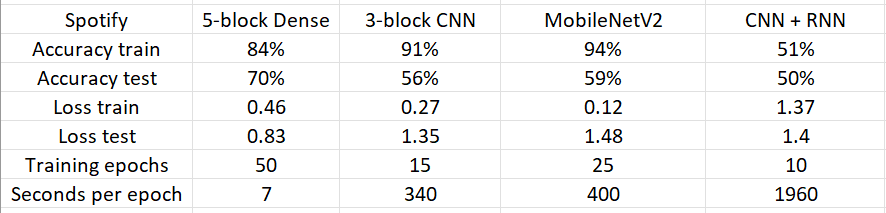 Spotify 5-block Dense 3-block CNN MobileNetV2 CNN + RNN
Accuracy train 84% 91% 94% 51%
Accuracy test 70% 56% 59% 50%
Loss train 0.46 0.27 0.12 1.37
Loss test 0.83 1.35 1.48 1.4
Training epochs 50 15 25 10
Seconds per epoch 7 340 400 1960